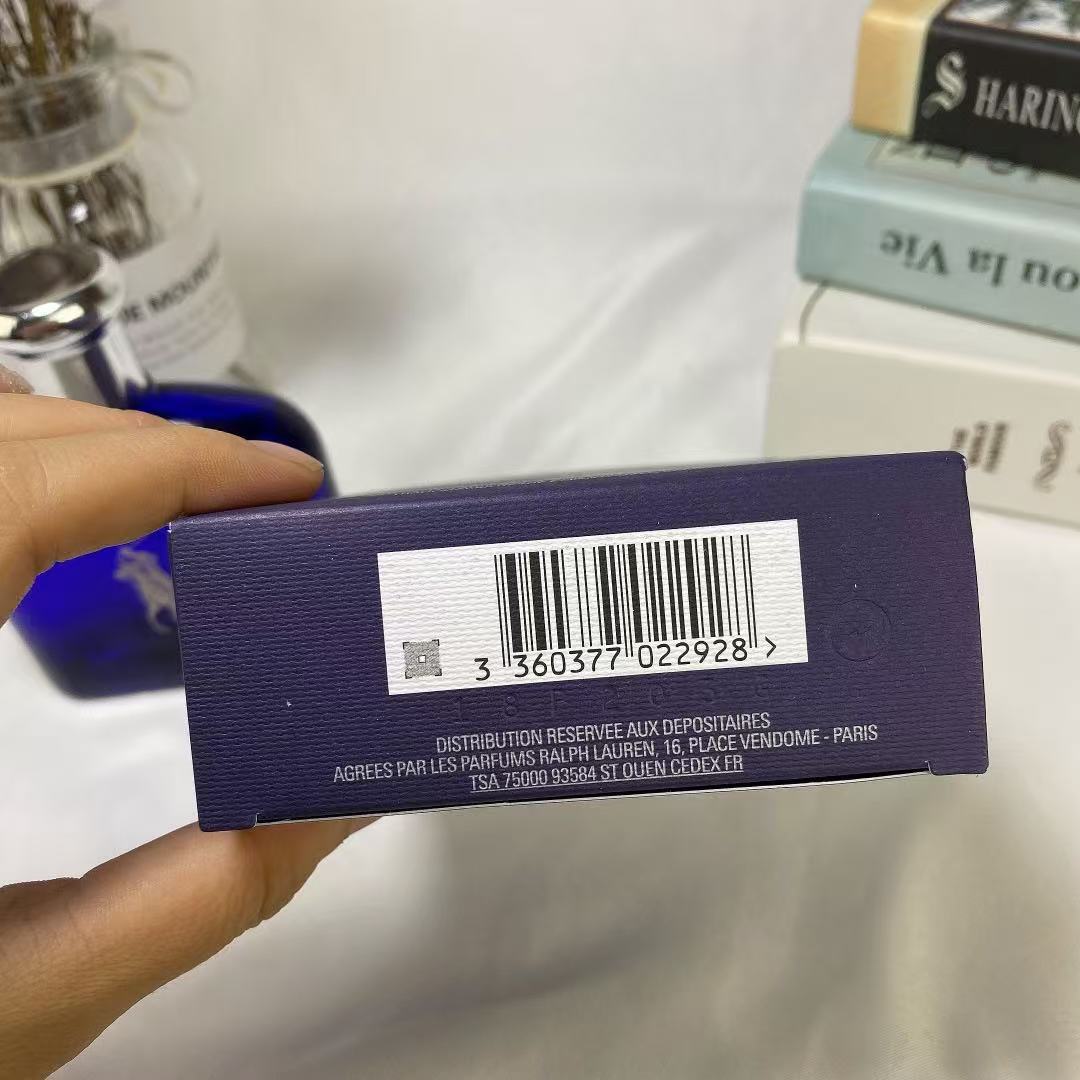 S HARING
ou la Vie
3 360377 022928 >
DISTRIBUTION RESERVEE AUX DEPOSITAIRES
AGREES PAR LES PARFUMS RALPH LAUREN, 16, PLACE VENDOME - PARIS
TSA 75000 93584 ST OUEN CEDEX FR